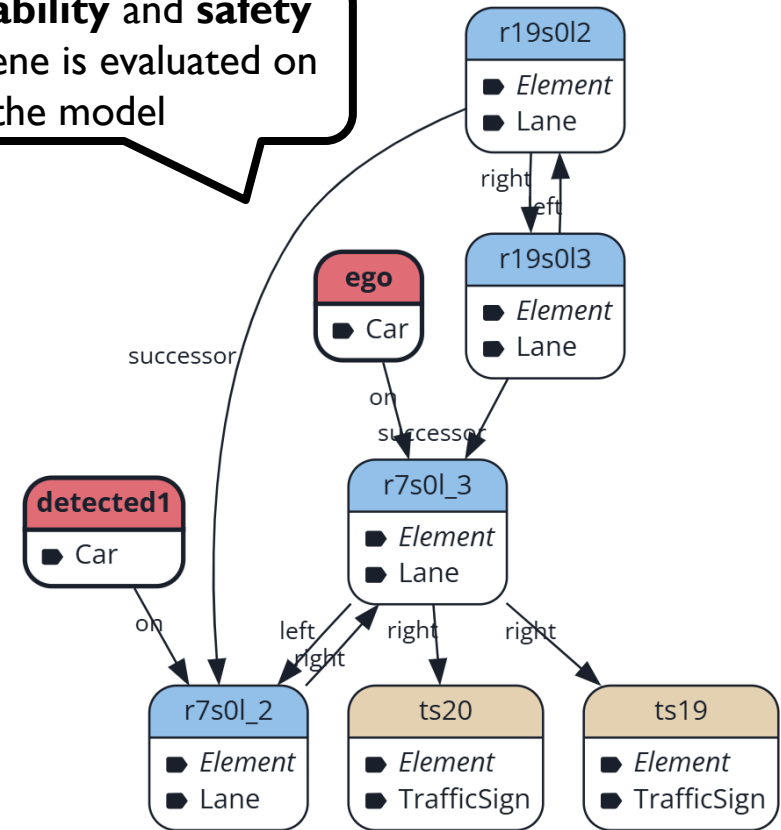 ability and safety
ene is evaluated on
the model
r19s0l2
Element
Lane
right
eft
r19s0l3
Element
Lane
ego
Car
successor
on
successor
detected1
Car
r7s0l_3
Element
Lane
on
left
right
right
right
r7s0l_2
Element
Lane
ts20
Element
TrafficSign
ts19
Element
TrafficSign